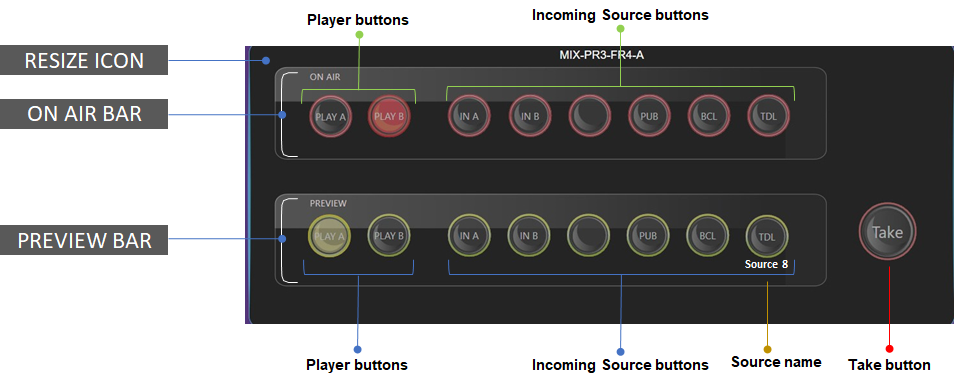 Player buttons
Incoming Source buttons
RESIZE ICON
MIX-PR3-FR4-A
ON AIR
ON AIR BAR
PLAY A
PLAY B
IN A
IN B
PUB
BCL
TDL
PREVIEW
PREVIEW BAR
PLAY A
PLAY B
IN A
IN B
PUB
BCL
TDL
Take
Source 8
Player buttons
Incoming Source buttons
Source name
Take button